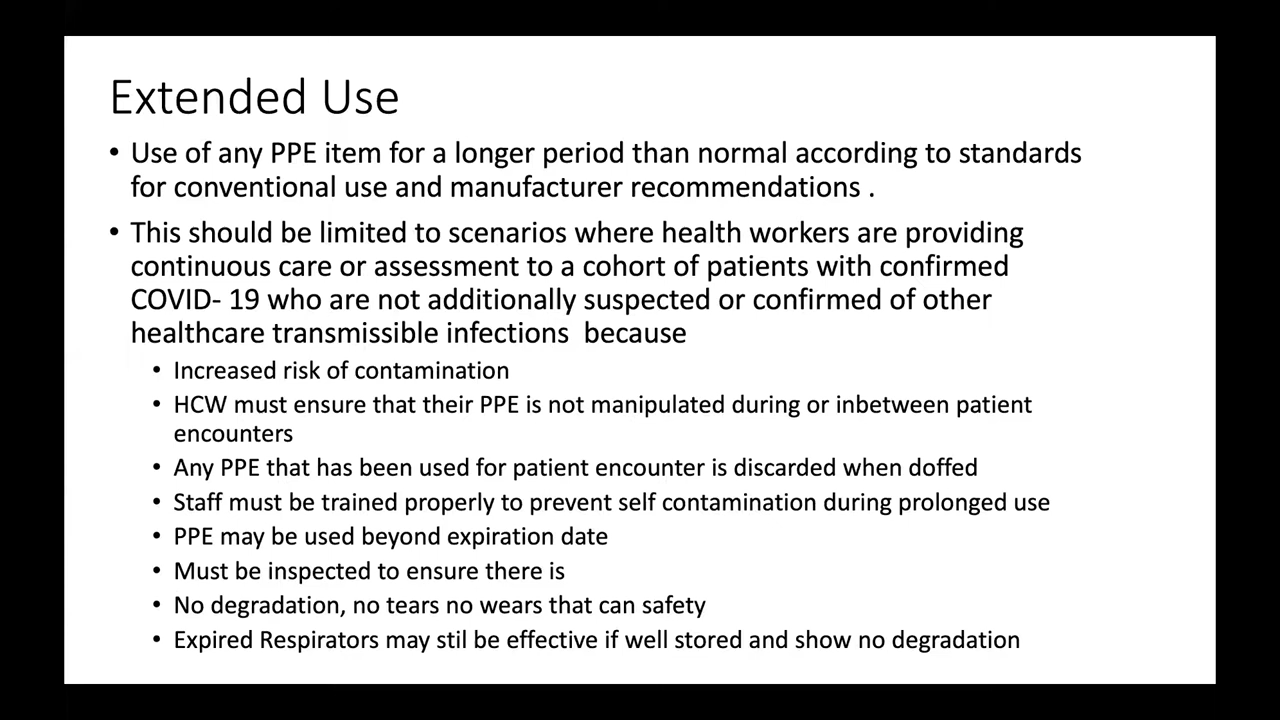 Extended Use
• Use of any PPE item for a longer period than normal according to standards
for conventional use and manufacturer recommendations .
• This should be limited to scenarios where health workers are providing
continuous care or assessment to a cohort of patients with confirmed
COVID- 19 who are not additionally suspected or confirmed of other
healthcare transmissible infections  because
• Increased risk of contamination
• HCW must ensure that their PPE is not manipulated during or inbetween patient
encounters
• Any PPE that has been used for patient encounter is discarded when doffed
• Staff must be trained properly to prevent self contamination during prolonged use
• PPE may be used beyond expiration date
• Must be inspected to ensure there is
• No degradation, no tears no wears that can safety
• Expired Respirators may stil be effective if well stored and show no degradation